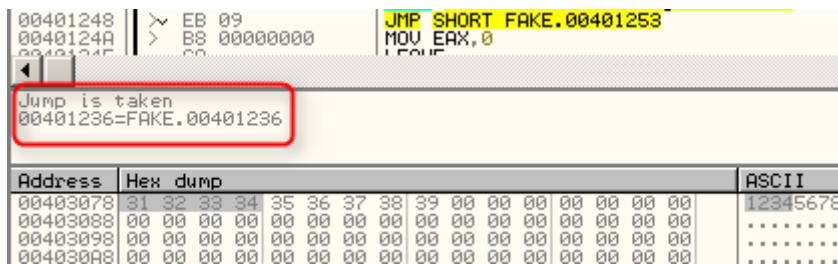 00401248 > EB 09 JMP SHORT FAKE.00401253
0040124A > B8 00000000 MOV EAX,0
Jump is taken
00401236=FAKE.00401236
Address Hex dump ASCII
00403078 31 32 33 34 35 36 37 38 39 00 00 00 00 00 00 00 12345678
00403088 00 00 00 00 00 00 00 00 00 00 00 00 00 00 00 00 ........
00403098 00 00 00 00 00 00 00 00 00 00 00 00 00 00 00 00 ........
004030A8 00 00 00 00 00 00 00 00 00 00 00 00 00 00 00 00 ........